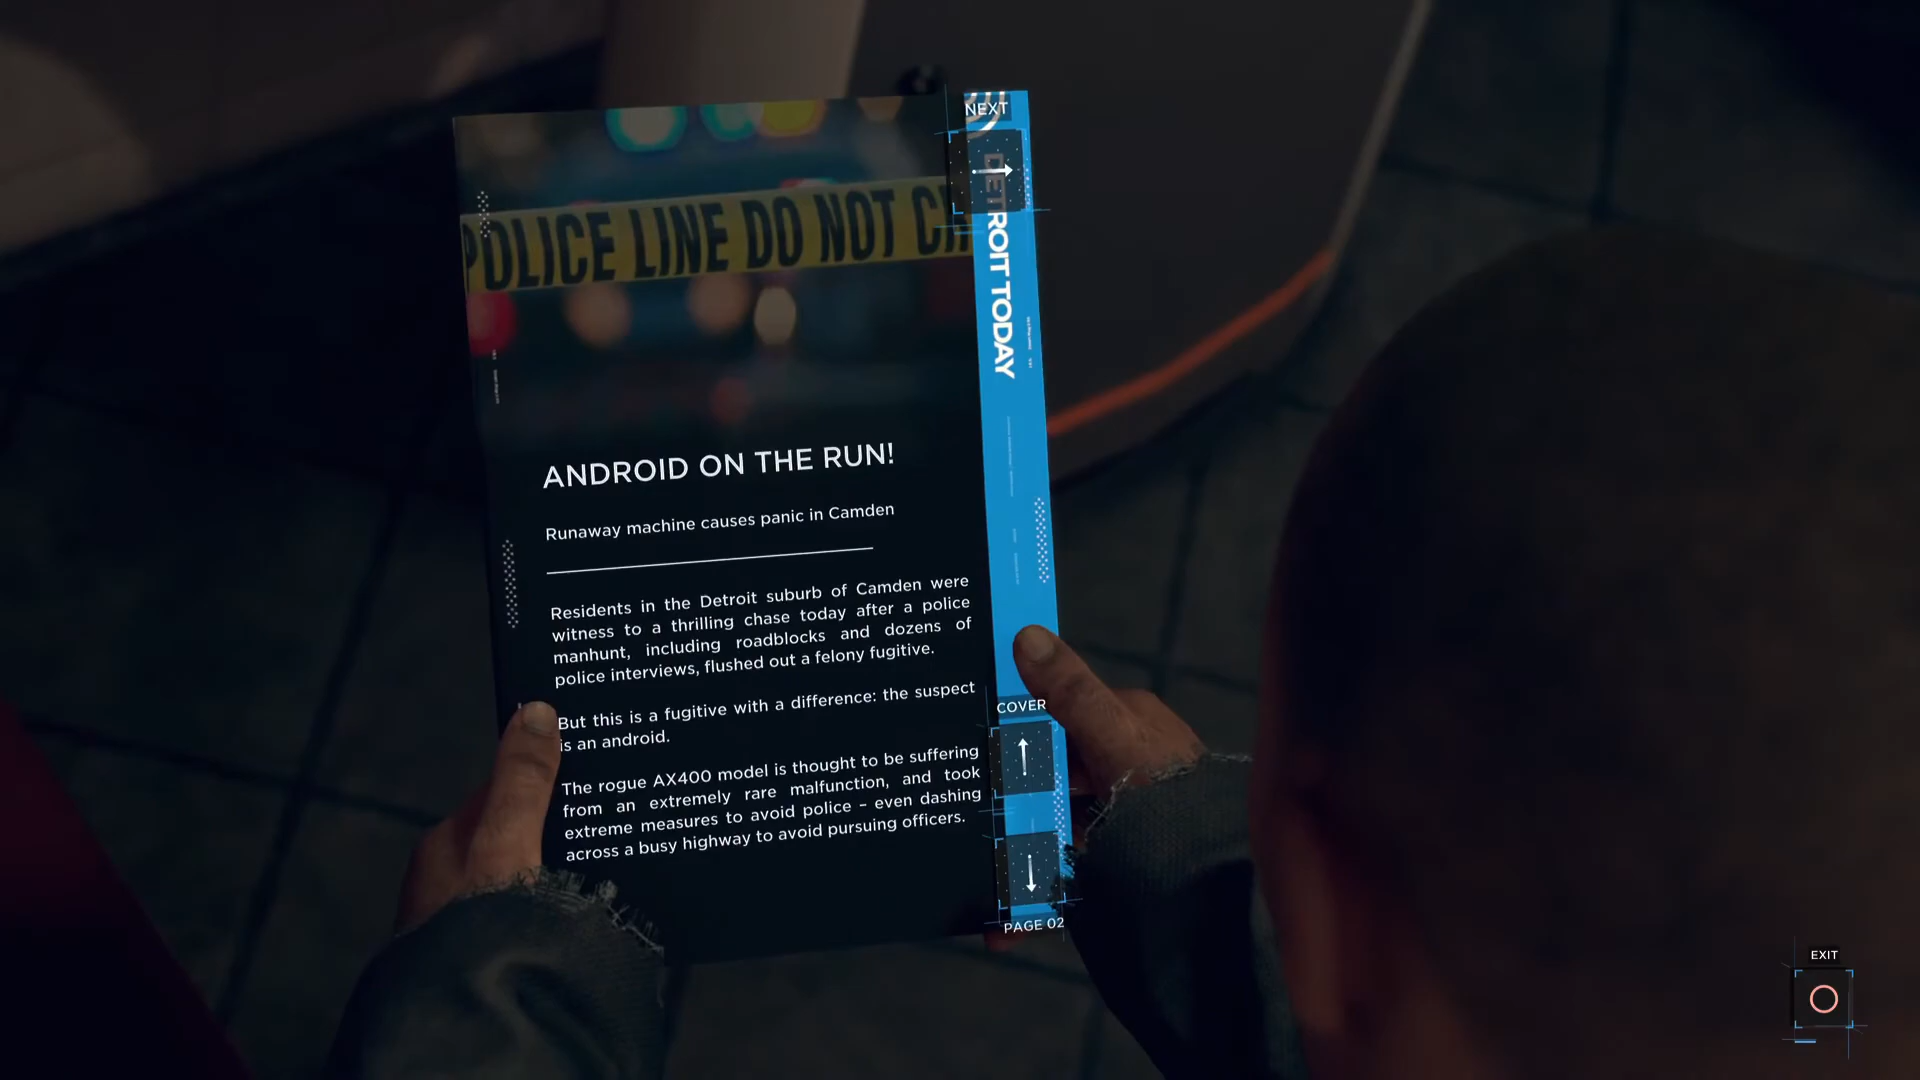 NEXT
DETROIT TODAY
POLICE LINE DO NOT
ANDROID ON THE RUN!
Runaway machine causes panic in Camden
Residents in the Detroit suburb of Camden were
witness to a thrilling chase today after a police
manhunt, including roadblocks and dozens of
police interviews, flushed out a felony fugitive.
But this is a fugitive with a difference: the suspect
is an android.
The rogue AX400 model is thought to be suffering
from an extremely rare malfunction, and took
extreme measures to avoid police – even dashing
across a busy highway to avoid pursuing officers.
COVER
PAGE 02
EXIT